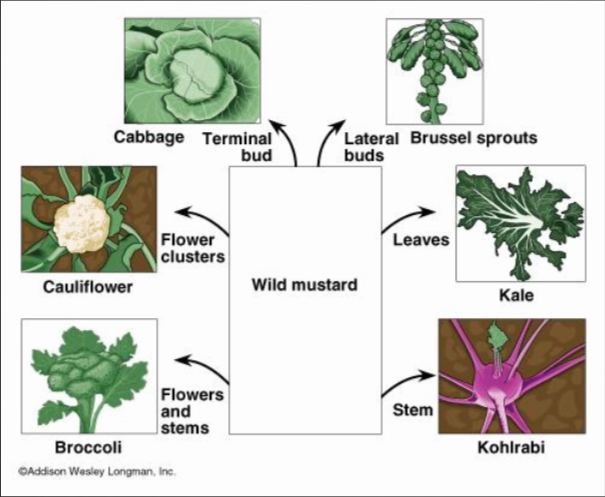 Cabbage
Terminal
bud
Lateral
buds
Brussel sprouts
Flower
clusters
Cauliflower
Wild mustard
Leaves
Kale
Flowers
and
stems
Broccoli
Stem
Kohlrabi
©Addison Wesley Longman, Inc.